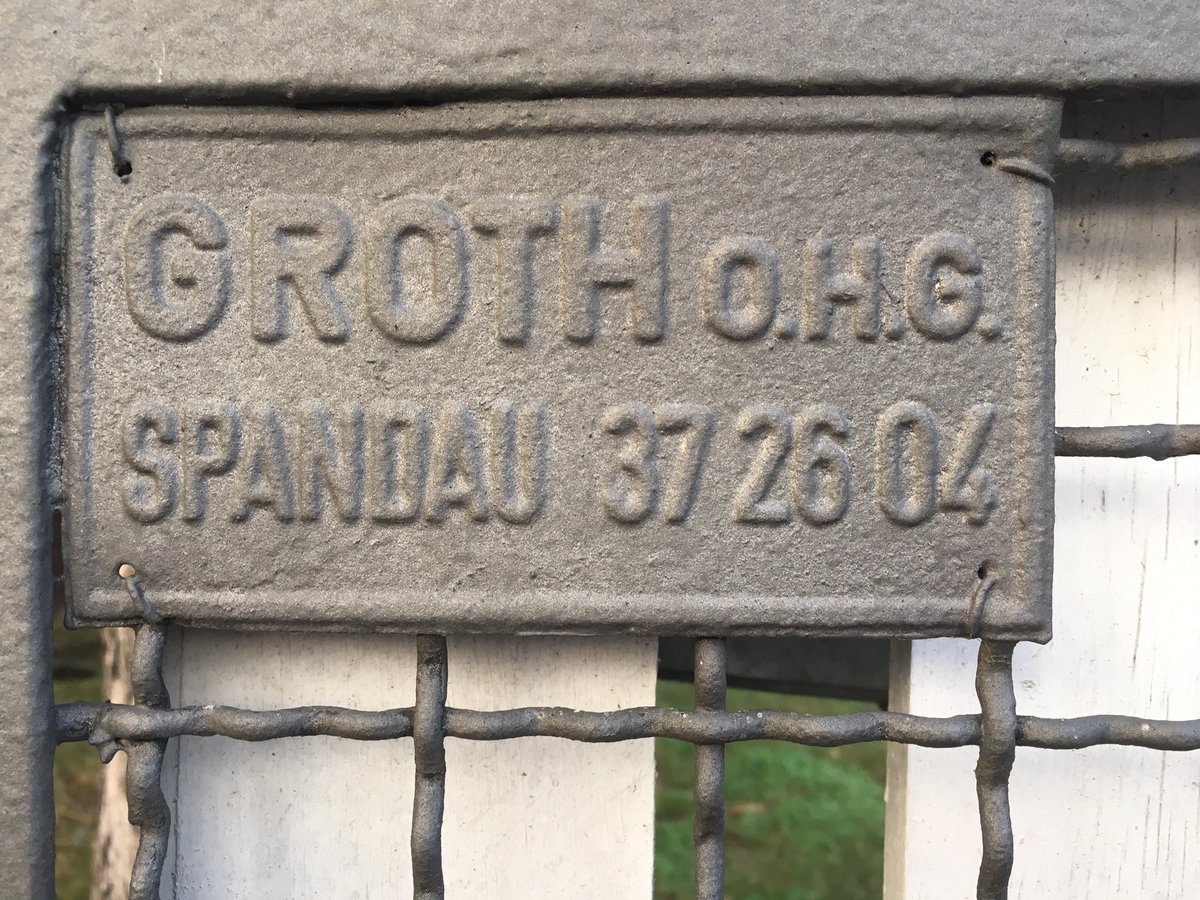 GROTH O.H.G.
SPANDAU 37 26 04